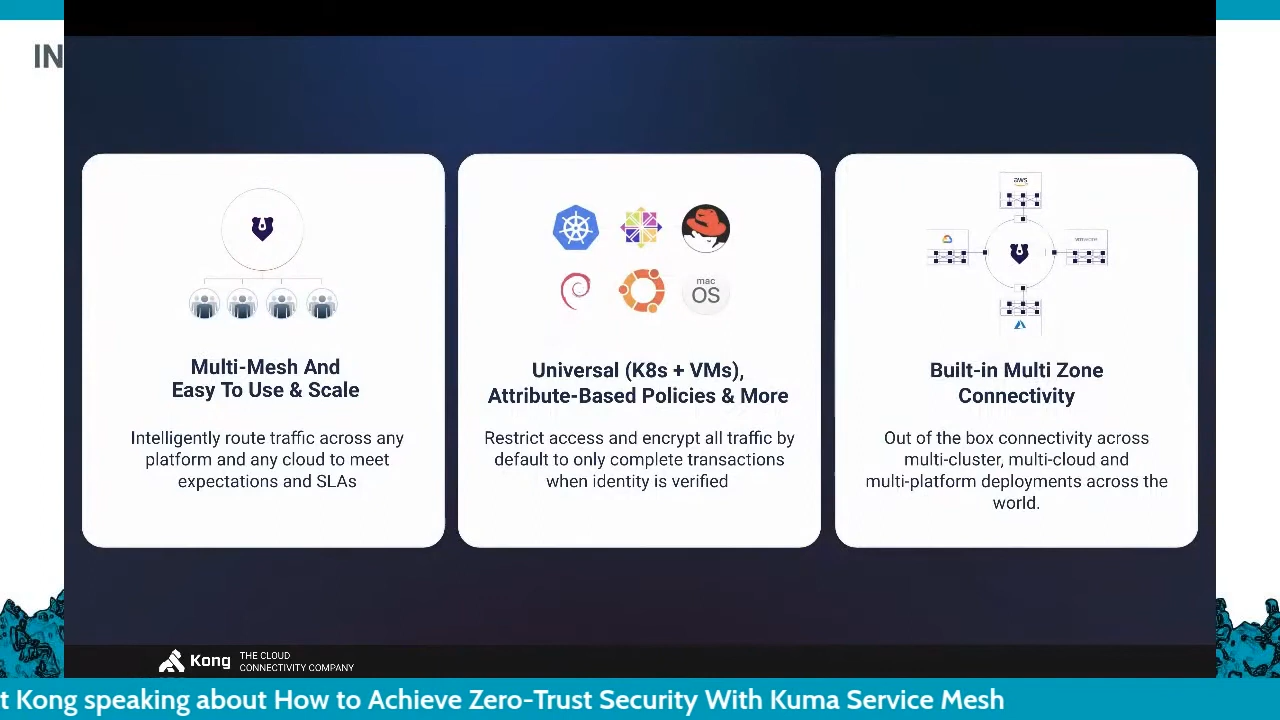 IN
Multi-Mesh And
Easy To Use & Scale
Intelligently route traffic across any
platform and any cloud to meet
expectations and SLAs
mac
OS
Universal (K8s + VMs),
Attribute-Based Policies & More
Restrict access and encrypt all traffic by
default to only complete transactions
when identity is verified
aws
vmware
Built-in Multi Zone
Connectivity
Out of the box connectivity across
multi-cluster, multi-cloud and
multi-platform deployments across the
world.
Kong
THE CLOUD
CONNECTIVITY COMPANY
t Kong speaking about How to Achieve Zero-Trust Security With Kuma Service Mesh